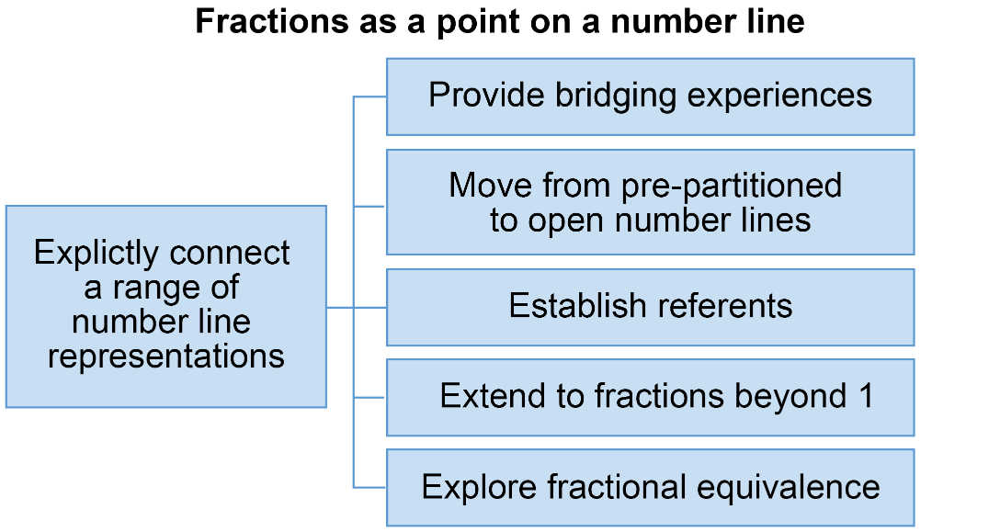 Fractions as a point on a number line
Explictly connect
a range of
number line
representations
Provide bridging experiences
Move from pre-partitioned
to open number lines
Establish referents
Extend to fractions beyond 1
Explore fractional equivalence